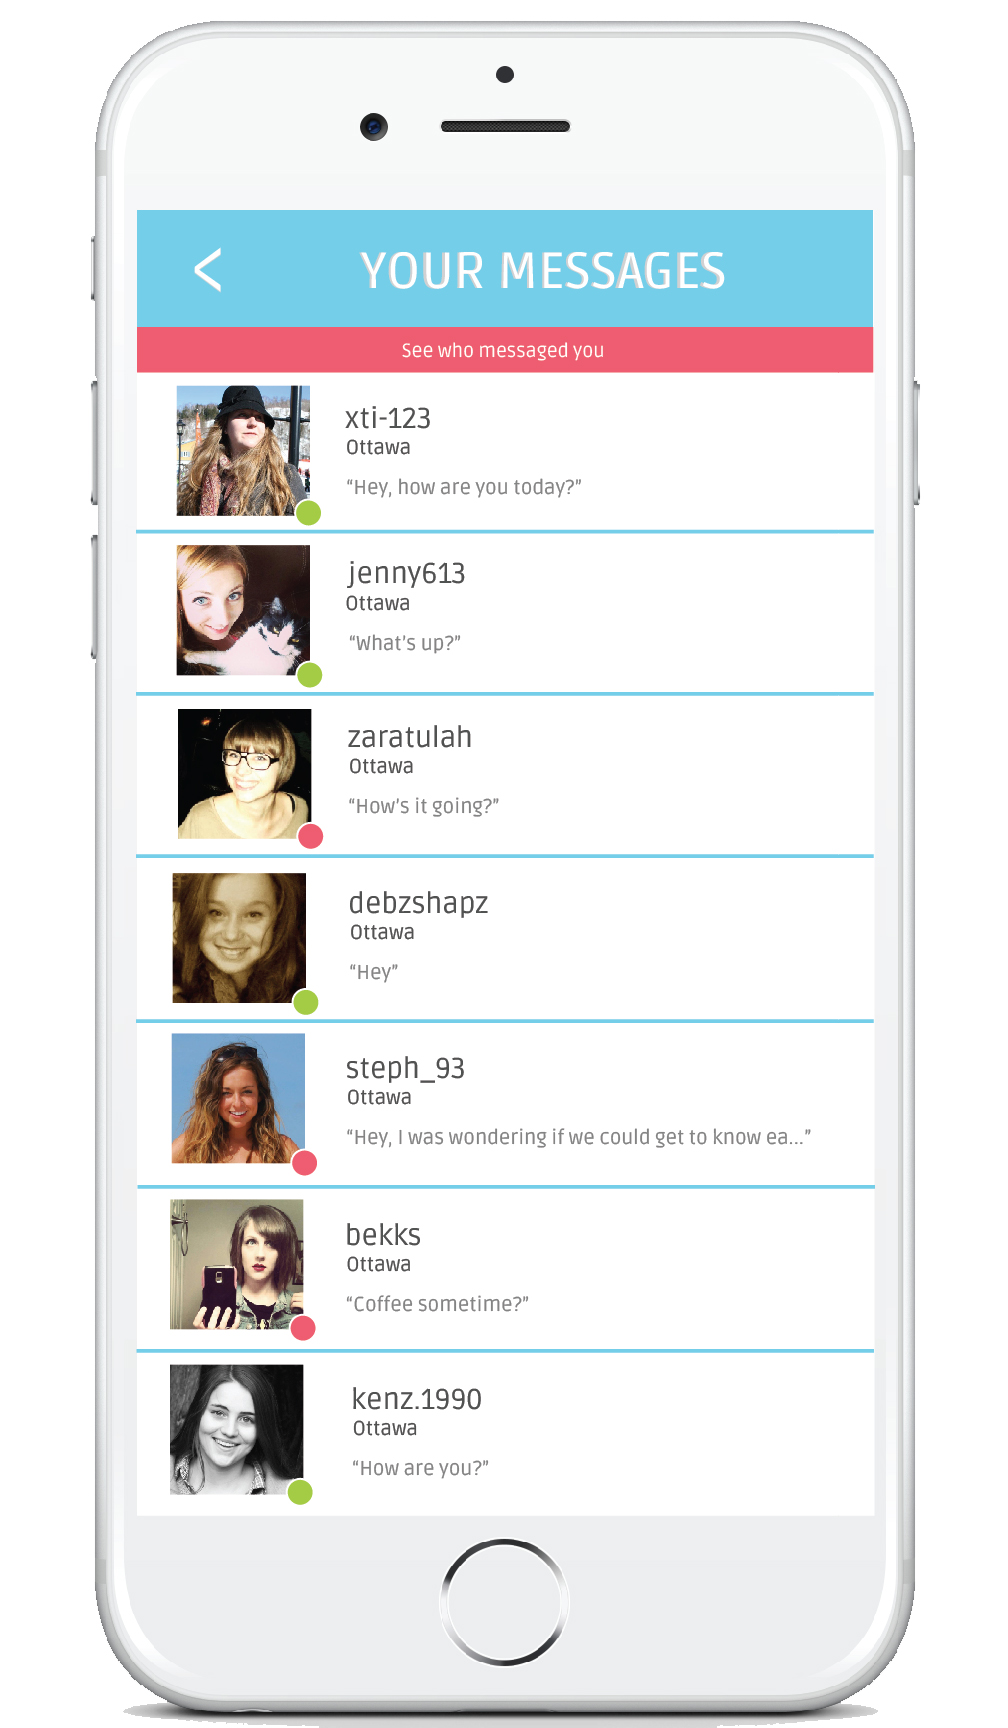 YOUR MESSAGES
See who messaged you
xti-123
Ottawa
“Hey, how are you today?”
jenny613
Ottawa
“What’s up?”
zaratulah
Ottawa
“How’s it going?”
debzshapz
Ottawa
“Hey”
steph_93
Ottawa
“Hey, I was wondering if we could get to know ea...”
bekks
Ottawa
“Coffee sometime?”
kenz.1990
Ottawa
“How are you?”